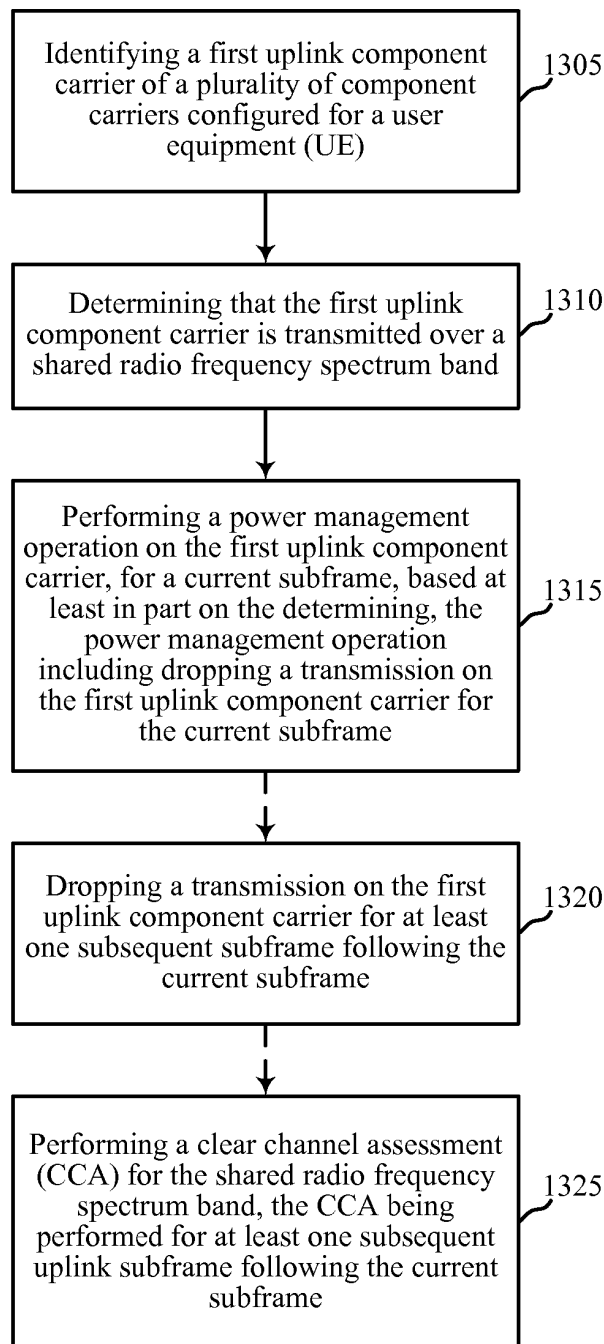 Identifying a first uplink component
carrier of a plurality of component
carriers configured for a user
equipment (UE)
1305
Determining that the first uplink
component carrier is transmitted over a
shared radio frequency spectrum band
1310
Performing a power management
operation on the first uplink component
carrier, for a current subframe, based at
least in part on the determining, the
power management operation
including dropping a transmission on
the first uplink component carrier for
the current subframe
1315
Dropping a transmission on the first
uplink component carrier for at least
one subsequent subframe following the
current subframe
1320
Performing a clear channel assessment
(CCA) for the shared radio frequency
spectrum band, the CCA being
performed for at least one subsequent
uplink subframe following the current
subframe
1325